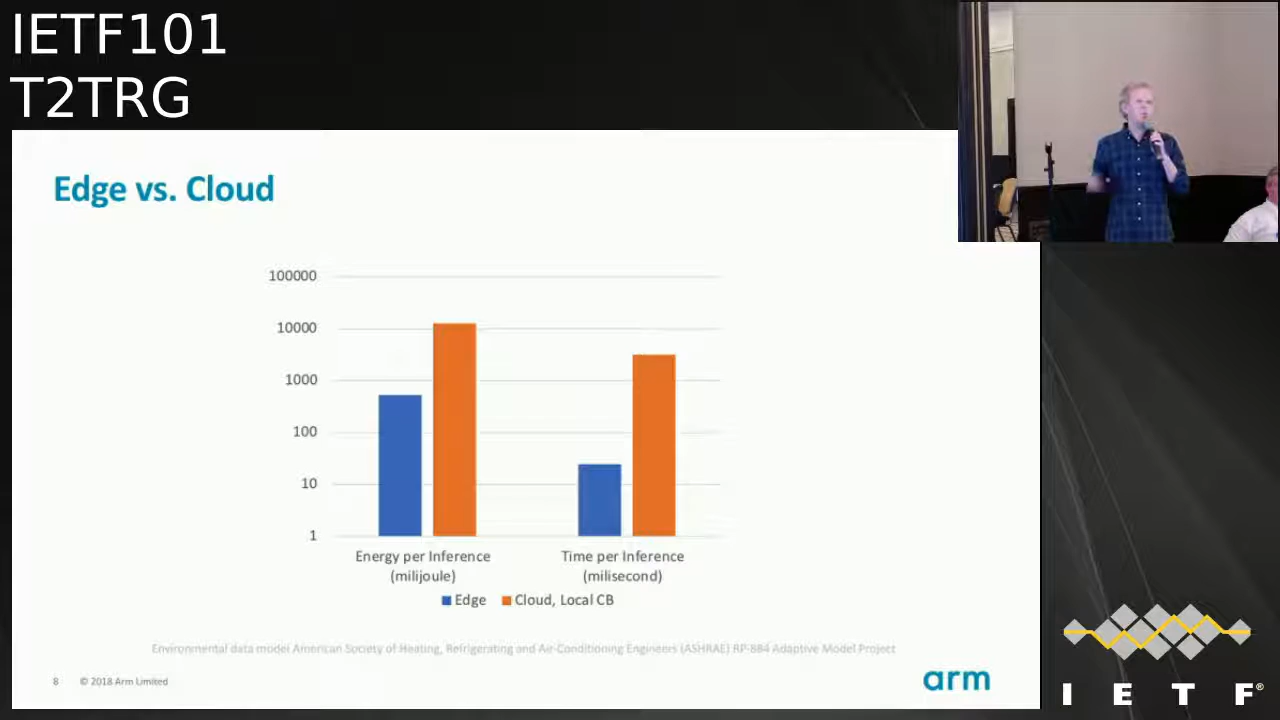 IETF101
T2TRG
Edge vs. Cloud
100000
10000
1000
100
10
1
Energy per Inference
(milijoule)
Time per Inference
(milisecond)
Edge
Cloud, Local CB
Environmental data model American Society of Heating, Refrigerating and Air-Conditioning Engineers (ASHRAE) RP-884 Adaptive Model Project
8 © 2018 Arm Limited
arm
I E T F®